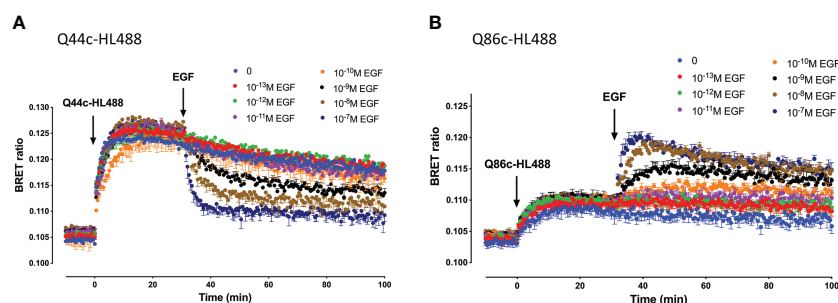 A
Q44c-HL488
0
10⁻¹³M EGF
10⁻¹²M EGF
10⁻¹¹M EGF
10⁻¹⁰M EGF
10⁻⁹M EGF
10⁻⁸M EGF
10⁻⁷M EGF
Q44c-HL488
EGF
BRET ratio
0.130
0.125
0.120
0.115
0.110
0.105
0.100
0 20 40 60 80 100
Time (min)
B
Q86c-HL488
0
10⁻¹³M EGF
10⁻¹²M EGF
10⁻¹¹M EGF
10⁻¹⁰M EGF
10⁻⁹M EGF
10⁻⁸M EGF
10⁻⁷M EGF
EGF
Q86c-HL488
BRET ratio
0.125
0.120
0.115
0.110
0.105
0.100
0 20 40 60 80 100
Time (min)